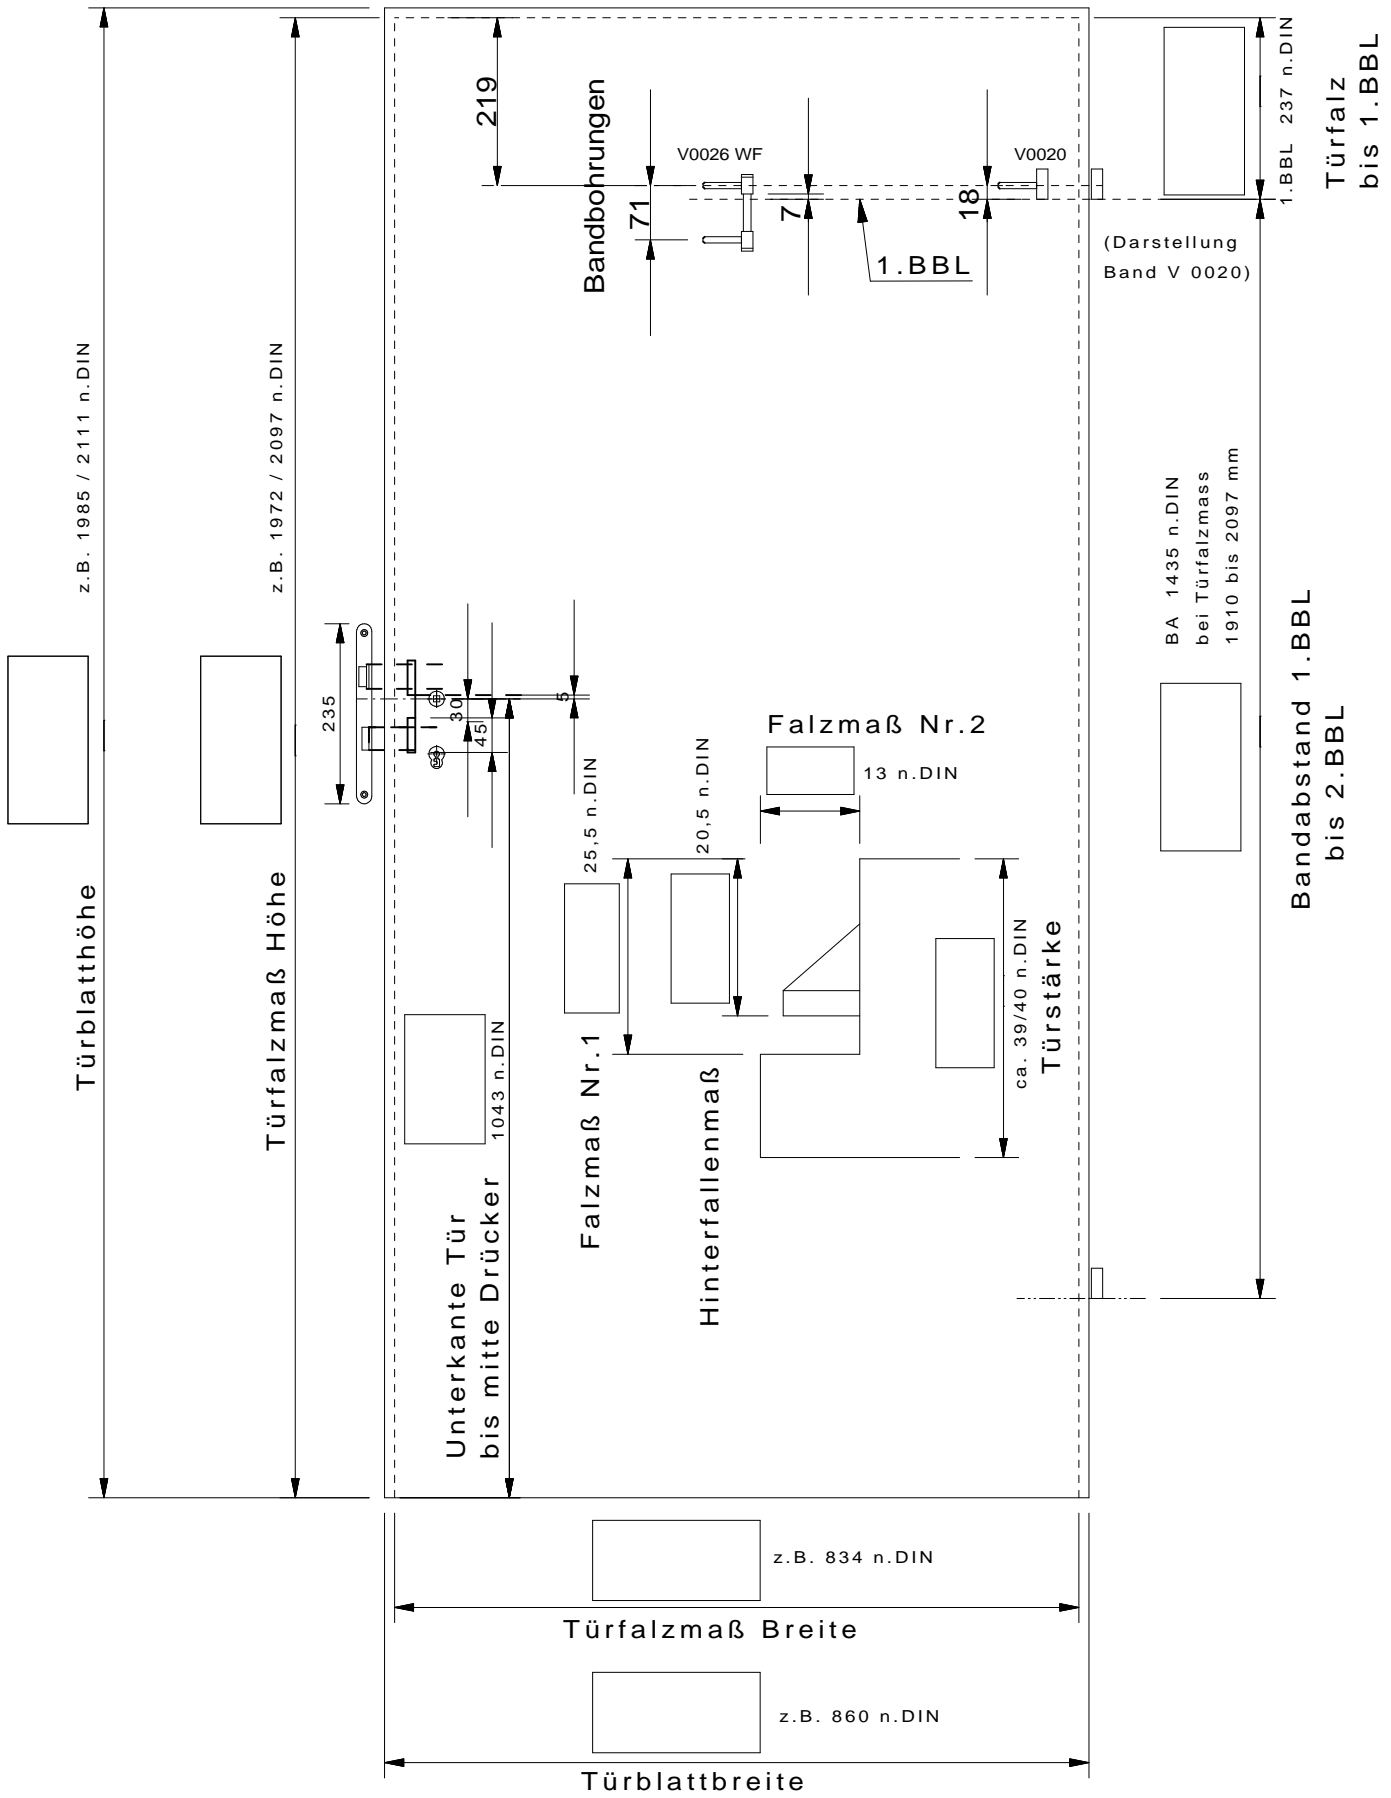 219
Bandbohrungen
V0026 WF
V0020
71
7
18
1.BBL
1.BBL 237 n.DIN
Türfalz
bis 1.BBL
(Darstellung
Band V 0020)
z.B. 1985 / 2111 n.DIN
z.B. 1972 / 2097 n.DIN
235
30
45
5
BA 1435 n.DIN
bei Türfalzmass
1910 bis 2097 mm
Bandabstand 1.BBL
bis 2.BBL
Türblatthöhe
Türfalzmaß Höhe
1043 n.DIN
Unterkante Tür
bis mitte Drücker
25,5 n.DIN
Falzmaß Nr.1
20,5 n.DIN
Hinterfallenmaß
Falzmaß Nr.2
13 n.DIN
ca. 39/40 n.DIN
Türstärke
z.B. 834 n.DIN
Türfalzmaß Breite
z.B. 860 n.DIN
Türblattbreite